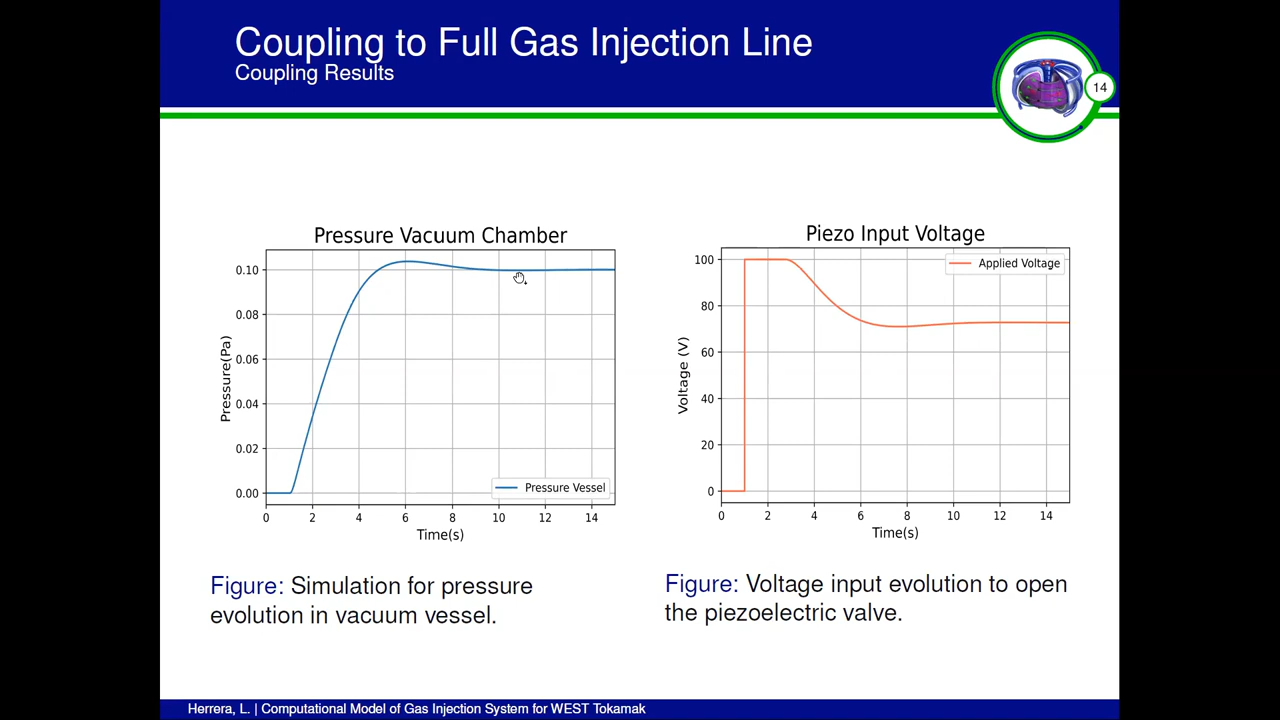 Coupling to Full Gas Injection Line
Coupling Results
14
Pressure Vacuum Chamber
Pressure(Pa)
0.10
0.08
0.06
0.04
0.02
0.00
Pressure Vessel
0 2 4 6 8 10 12 14
Time(s)
Figure: Simulation for pressure
evolution in vacuum vessel.
Piezo Input Voltage
Voltage (V)
100
80
60
40
20
0
Applied Voltage
0 2 4 6 8 10 12 14
Time(s)
Figure: Voltage input evolution to open
the piezoelectric valve.
Herrera, L. | Computational Model of Gas Injection System for WEST Tokamak